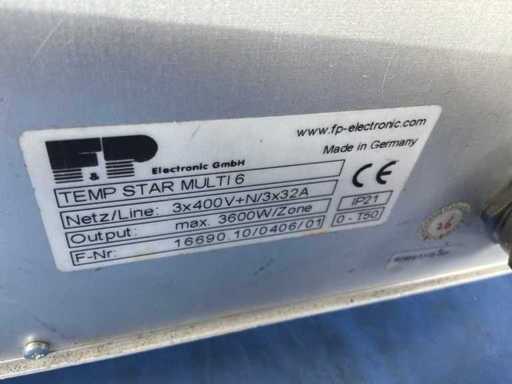 www.fp-electronic.com
F&P
Electronic GmbH
Made in Germany
TEMP STAR MULTI 6
CE
Netz/Line: 3x400V+N/3x32A
IP21
Output: max. 3600W/Zone
0 - T50
F-Nr. 16690.10/0406/01